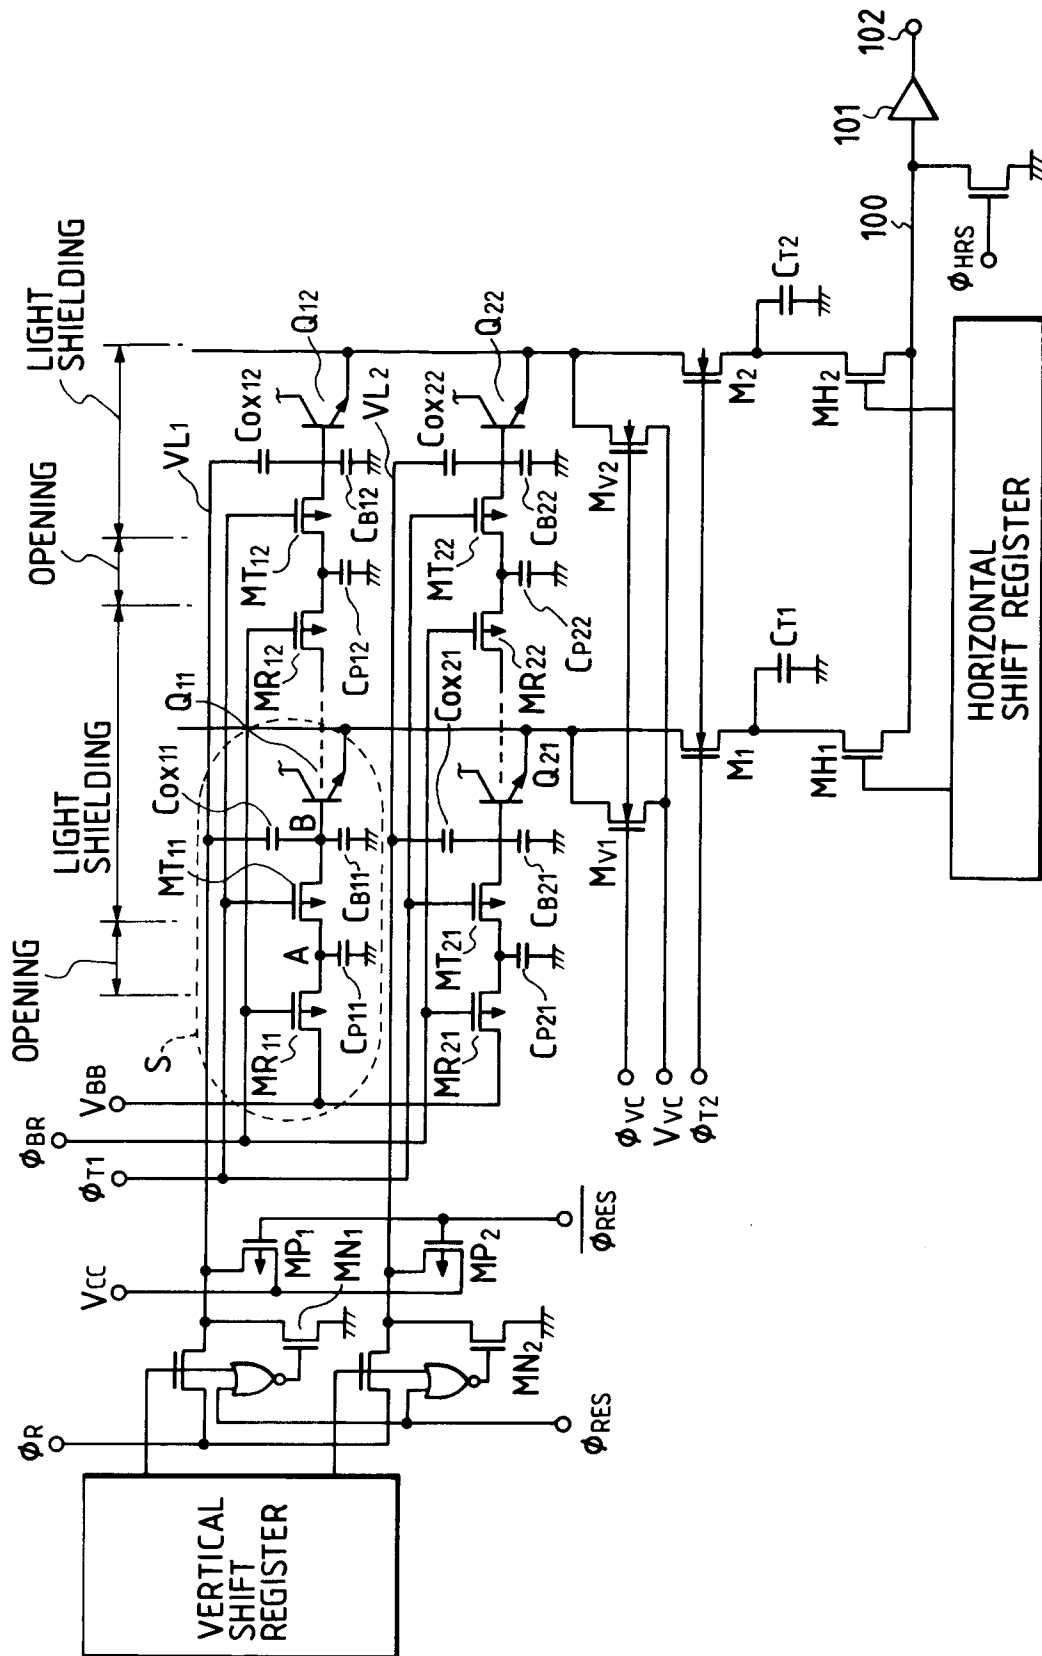 OPENING
LIGHT
SHIELDING
OPENING
LIGHT
SHIELDING
S
VL1
VBB
ΦBR
ΦT1
VCC
ΦR
MT11
COX11
Q11
MR11
A
B
CP11
CB11
MR12
MT12
CP12
CB12
COX12
Q12
VL2
MR21
MT21
CP21
CB21
COX21
Q21
MR22
MT22
CP22
CB22
COX22
Q22
MP1
MN1
MP2
MN2
ΦRES
ΦRES
VERTICAL
SHIFT
REGISTER
ΦVC
VVC
ΦT2
MV1
MV2
M1
M2
CT1
CT2
MH1
MH2
HORIZONTAL
SHIFT REGISTER
ΦHRS
100
101
102